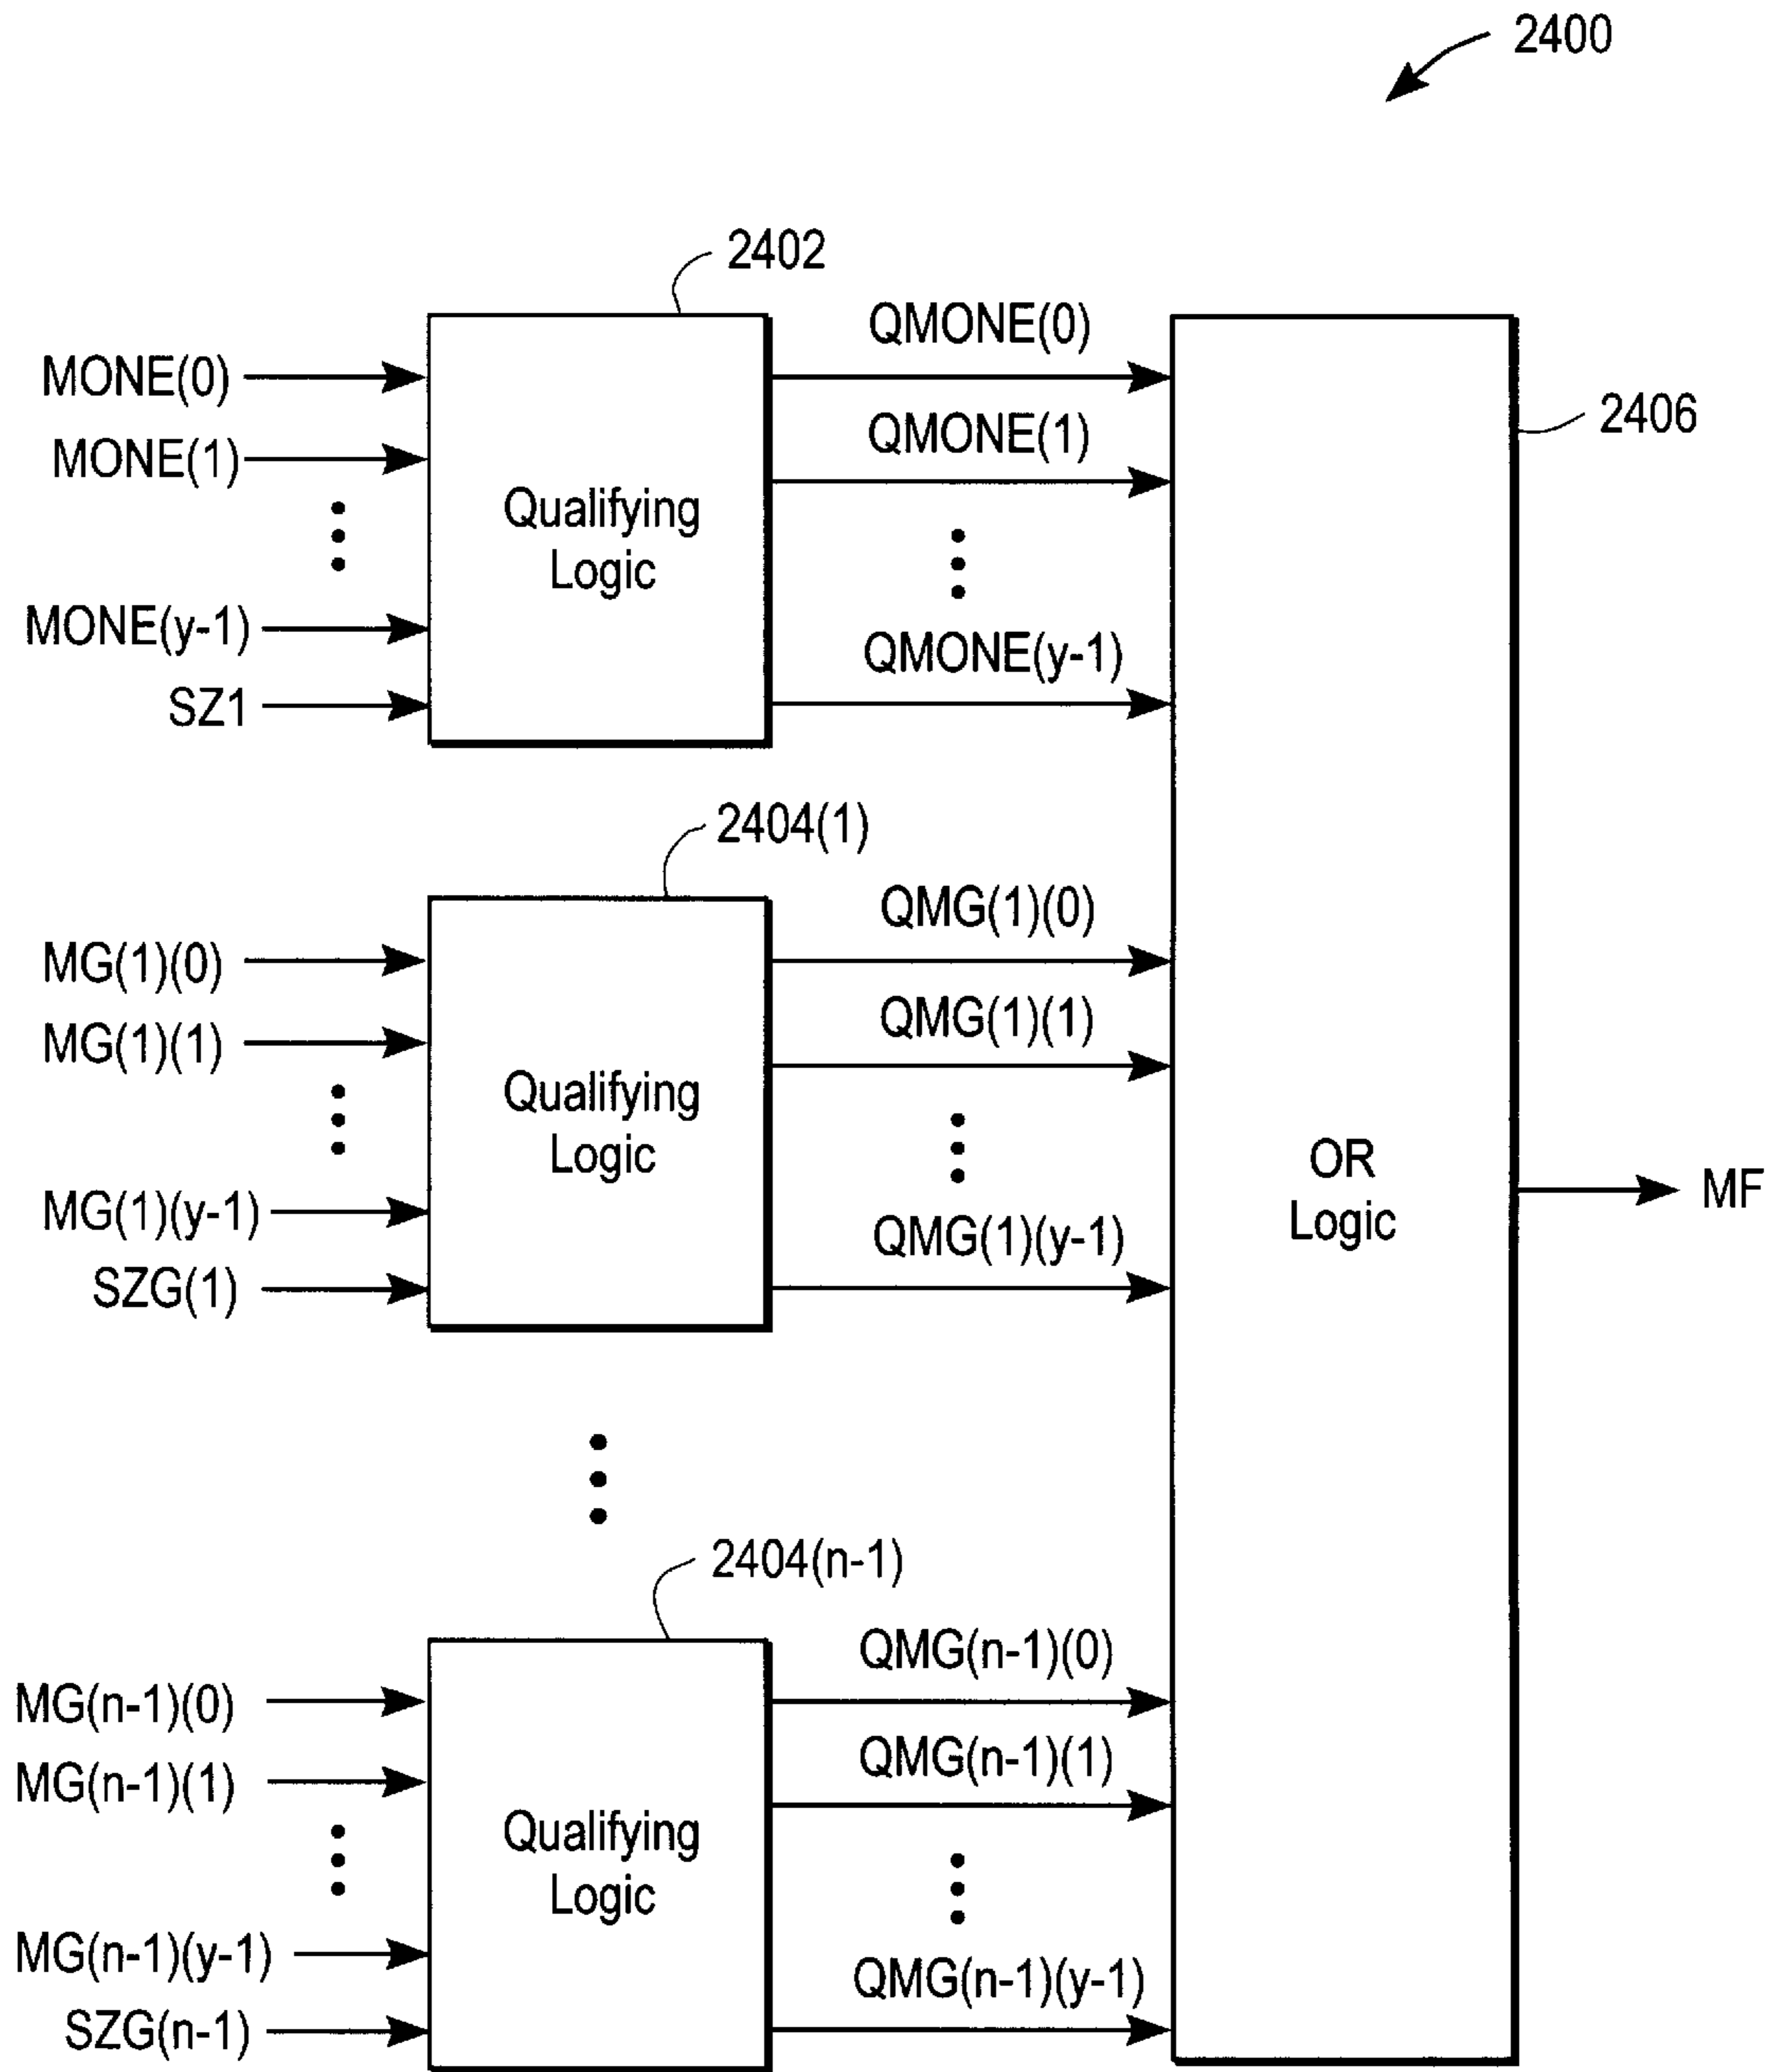 2400
2402
MONE(0)
MONE(1)
MONE(y-1)
SZ1
Qualifying
Logic
QMONE(0)
QMONE(1)
QMONE(y-1)
2406
2404(1)
MG(1)(0)
MG(1)(1)
MG(1)(y-1)
SZG(1)
Qualifying
Logic
QMG(1)(0)
QMG(1)(1)
QMG(1)(y-1)
OR
Logic
MF
2404(n-1)
MG(n-1)(0)
MG(n-1)(1)
MG(n-1)(y-1)
SZG(n-1)
Qualifying
Logic
QMG(n-1)(0)
QMG(n-1)(1)
QMG(n-1)(y-1)